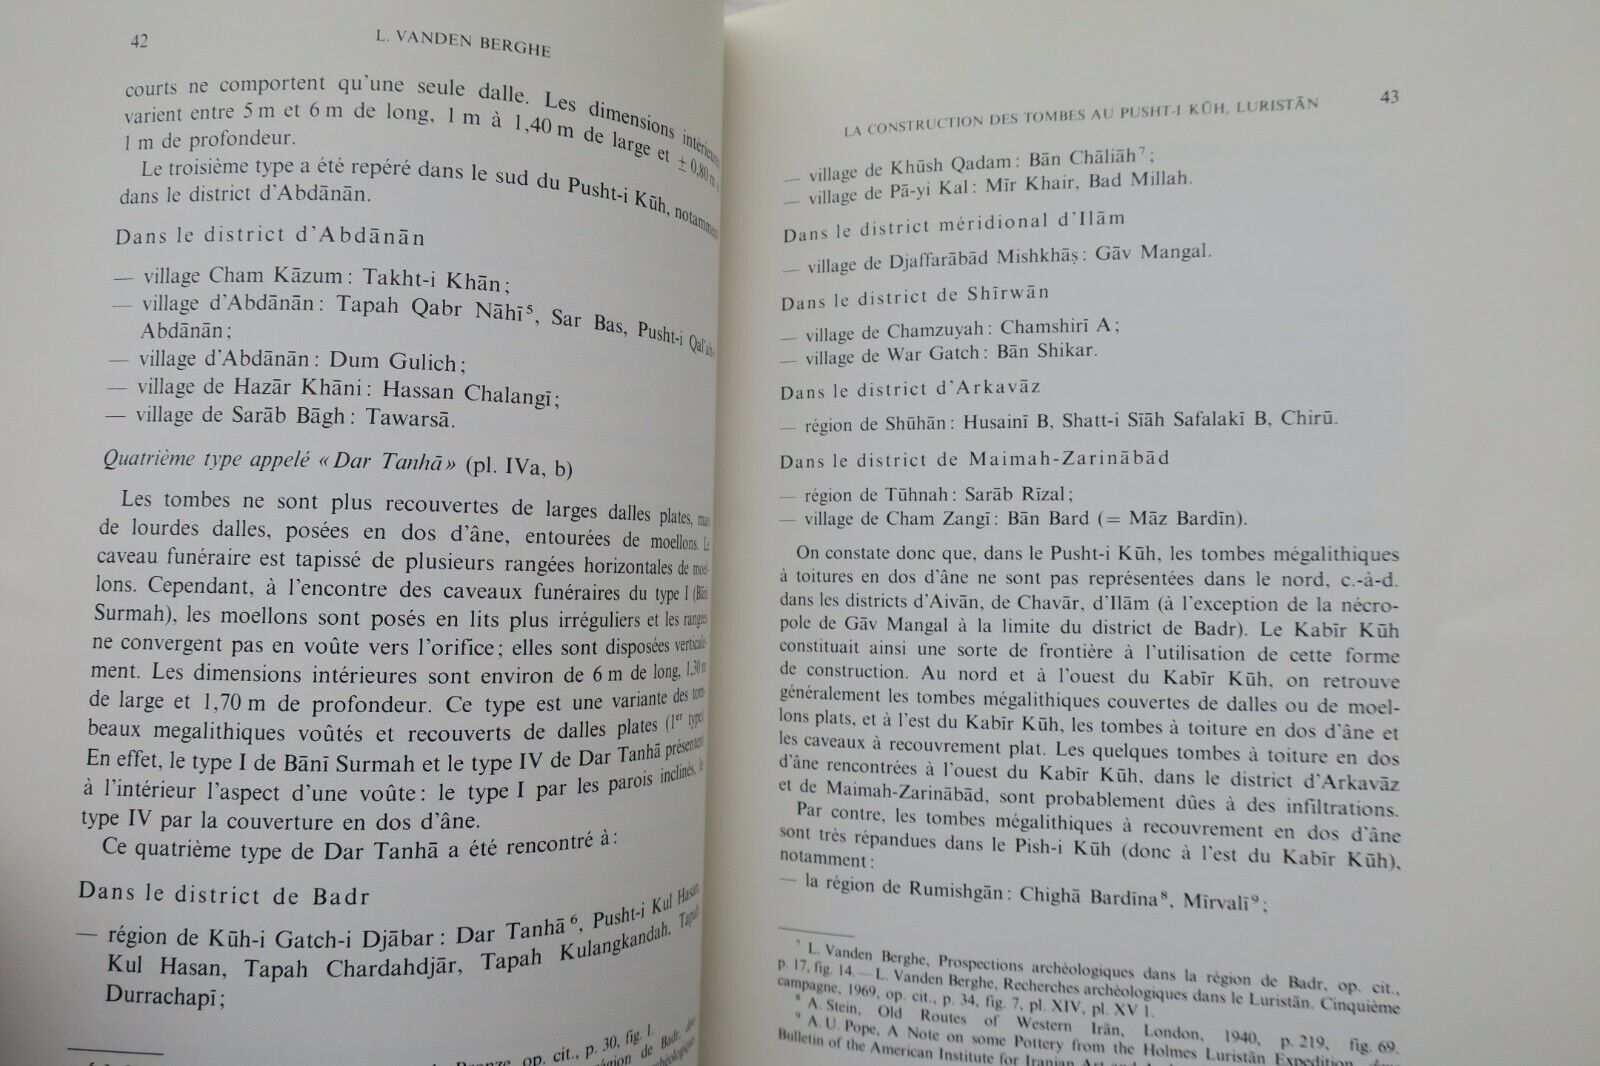 42
L. VANDEN BERGHE
courts ne comportent qu'une seule dalle. Les dimensions intérieures
varient entre 5 m et 6 m de long, 1 m à 1,40 m de large et ± 0,80 m à
1 m de profondeur.
Le troisième type a été repéré dans le sud du Pusht-i Kūh, notamment
dans le district d'Abdānān.
Dans le district d'Abdānān
— village Cham Kāzum : Takht-i Khān ;
— village d'Abdānān : Tapah Qabr Nāhī⁵, Sar Bas, Pusht-i
Abdānān ;
— village d'Abdānān : Dum Gulich ;
— village de Hazār Khāni : Hassan Chalangī ;
— village de Sarāb Bāgh : Tawarsā.
Quatrième type appelé « Dar Tanhā » (pl. IVa, b)
Les tombes ne sont plus recouvertes de larges dalles plates, mais
de lourdes dalles, posées en dos d'âne, entourées de moellons. Le
caveau funéraire est tapissé de plusieurs rangées horizontales de moel-
lons. Cependant, à l'encontre des caveaux funéraires du type I (Bānī
Surmah), les moellons sont posés en lits plus irréguliers et les rangées
ne convergent pas en voûte vers l'orifice ; elles sont disposées verticale-
ment. Les dimensions intérieures sont environ de 6 m de long, 1,30 m
de large et 1,70 m de profondeur. Ce type est une variante des tom-
beaux megalithiques voûtés et recouverts de dalles plates (1er type).
En effet, le type I de Bānī Surmah et le type IV de Dar Tanhā présentent
à l'intérieur l'aspect d'une voûte : le type I par les parois inclinés, le
type IV par la couverture en dos d'âne.
Ce quatrième type de Dar Tanhā a été rencontré à :
Dans le district de Badr
— région de Kūh-i Gatch-i Djābar : Dar Tanhā⁶, Pusht-i Kul Hasan,
Kul Hasan, Tapah Chardahdjār, Tapah Kulangkandah, Tapah
Durrachapī ;
op. cit., p. 30, fig. 1.
région de Badr, dans
archéologiques
43
LA CONSTRUCTION DES TOMBES AU PUSHT-I KŪH, LURISTĀN
— village de Khūsh Qadam : Bān Chāliāh⁷ ;
— village de Pā-yi Kal : Mīr Khair, Bad Millah.
Dans le district méridional d'Ilām
— village de Djaffarābād Mishkhāṣ : Gāv Mangal.
Dans le district de Shīrwān
— village de Chamzuyah : Chamshirī A ;
— village de War Gatch : Bān Shikar.
Dans le district d'Arkavāz
— région de Shūhān : Husainī B, Shatt-i Sīāh Safalakī B, Chirū.
Dans le district de Maimah-Zarinābād
— région de Tūhnah : Sarāb Rīzal ;
— village de Cham Zangī : Bān Bard (= Māz Bardīn).
On constate donc que, dans le Pusht-i Kūh, les tombes mégalithiques
à toitures en dos d'âne ne sont pas représentées dans le nord, c.-à-d.
dans les districts d'Aivān, de Chavār, d'Ilām (à l'exception de la nécro-
pole de Gāv Mangal à la limite du district de Badr). Le Kabīr Kūh
constituait ainsi une sorte de frontière à l'utilisation de cette forme
de construction. Au nord et à l'ouest du Kabīr Kūh, on retrouve
généralement les tombes mégalithiques couvertes de dalles ou de moel-
lons plats, et à l'est du Kabīr Kūh, les tombes à toiture en dos d'âne et
les caveaux à recouvrement plat. Les quelques tombes à toiture en dos
d'âne rencontrées à l'ouest du Kabīr Kūh, dans le district d'Arkavāz
et de Maimah-Zarinābād, sont probablement dûes à des infiltrations.
Par contre, les tombes mégalithiques à recouvrement en dos d'âne
sont très répandues dans le Pish-i Kūh (donc à l'est du Kabīr Kūh),
notamment :
— la région de Rumishgān : Chighā Bardīna⁸, Mīrvalī⁹ ;
⁷ L. Vanden Berghe, Prospections archéologiques dans la région de Badr, op. cit.,
p. 17, fig. 14. — L. Vanden Berghe, Recherches archéologiques dans le Luristān. Cinquième
campagne, 1969, op. cit., p. 34, fig. 7, pl. XIV, pl. XV 1.
⁸ A. Stein, Old Routes of Western Irân, London, 1940, p. 219, fig. 69.
⁹ A. U. Pope, A Note on some Pottery from the Holmes Luristān Expedition,
Bulletin of the American Institute for Iranian Art and